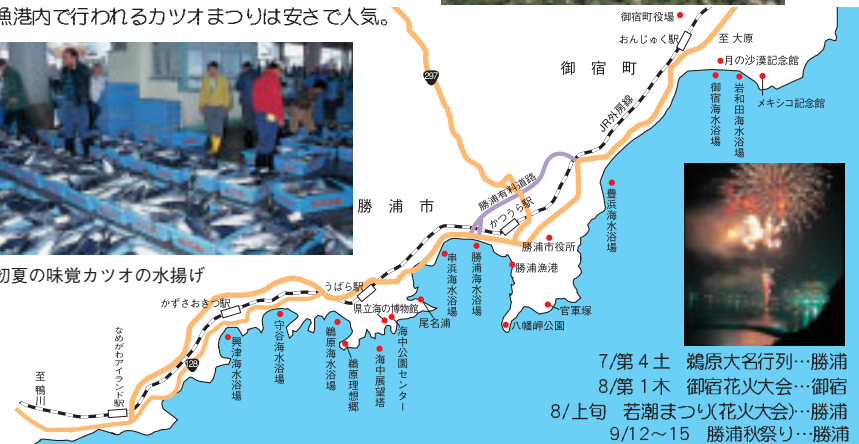 漁港内で行われるカツオまつりは安さで人気。
初夏の味覚カツオの水揚げ
御宿町役場
おんじゅく駅
至 大原
月の沙漠記念館
御宿町
メキシコ記念館
岩和田海水浴場
御宿海水浴場
297
JR外房線
勝浦有料道路
豊浜海水浴場
勝浦市
かつうら駅
勝浦市役所
勝浦漁港
官軍塚
八幡岬公園
勝浦海水浴場
串浜海水浴場
尾名浦
うばら駅
県立海の博物館
海中公園センター
海中展望塔
鵜原理想郷
鵜原海水浴場
守谷海水浴場
興津海水浴場
かずさおきつ駅
128
なめがわアイランド駅
至 鴨川
7/第4土 鵜原大名行列…勝浦
8/第1木 御宿花火大会…御宿
8/上旬 若潮まつり(花火大会)…勝浦
9/12～15 勝浦秋祭り…勝浦